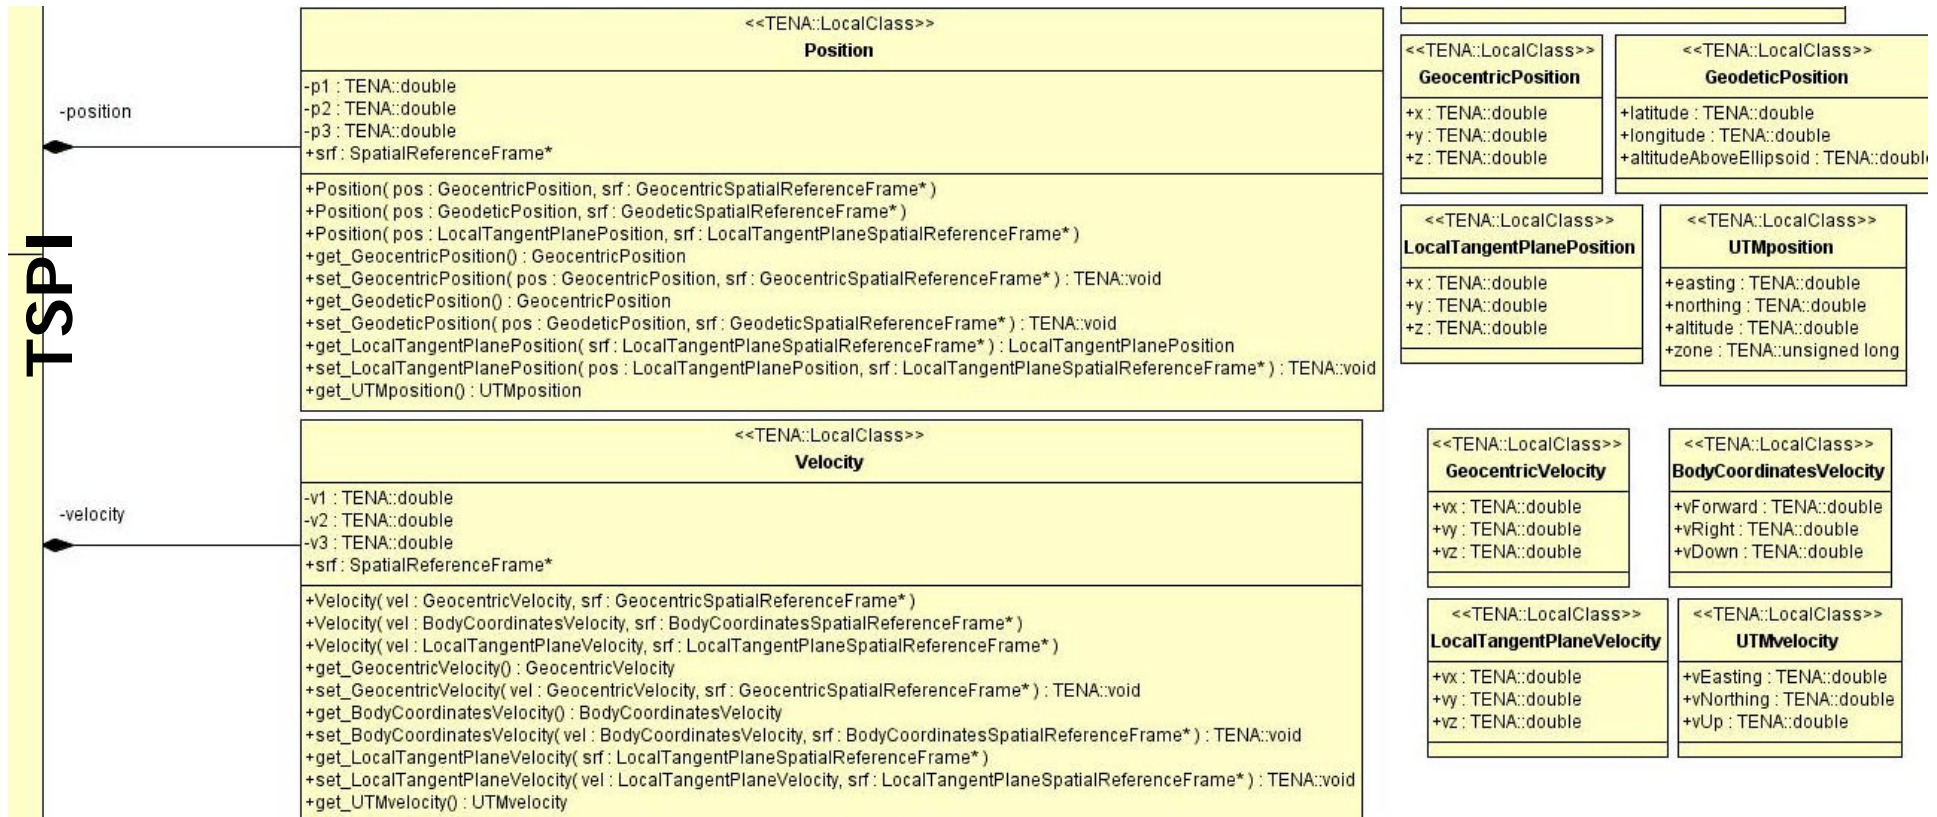 TSPI
-position
<<TENA::LocalClass>>
Position
-p1 : TENA::double
-p2 : TENA::double
-p3 : TENA::double
+srf : SpatialReferenceFrame*
+Position( pos : GeocentricPosition, srf : GeocentricSpatialReferenceFrame* )
+Position( pos : GeodeticPosition, srf : GeodeticSpatialReferenceFrame* )
+Position( pos : LocalTangentPlanePosition, srf : LocalTangentPlaneSpatialReferenceFrame* )
+get_GeocentricPosition() : GeocentricPosition
+set_GeocentricPosition( pos : GeocentricPosition, srf : GeocentricSpatialReferenceFrame* ) : TENA::void
+get_GeodeticPosition() : GeocentricPosition
+set_GeodeticPosition( pos : GeodeticPosition, srf : GeodeticSpatialReferenceFrame* ) : TENA::void
+get_LocalTangentPlanePosition( srf : LocalTangentPlaneSpatialReferenceFrame* ) : LocalTangentPlanePosition
+set_LocalTangentPlanePosition( pos : LocalTangentPlanePosition, srf : LocalTangentPlaneSpatialReferenceFrame* ) : TENA::void
+get_UTMposition() : UTMposition
<<TENA::LocalClass>>
GeocentricPosition
+x : TENA::double
+y : TENA::double
+z : TENA::double
<<TENA::LocalClass>>
GeodeticPosition
+latitude : TENA::double
+longitude : TENA::double
+altitudeAboveEllipsoid : TENA::double
<<TENA::LocalClass>>
LocalTangentPlanePosition
+x : TENA::double
+y : TENA::double
+z : TENA::double
<<TENA::LocalClass>>
UTMposition
+easting : TENA::double
+northing : TENA::double
+altitude : TENA::double
+zone : TENA::unsigned long
-velocity
<<TENA::LocalClass>>
Velocity
-v1 : TENA::double
-v2 : TENA::double
-v3 : TENA::double
+srf : SpatialReferenceFrame*
+Velocity( vel : GeocentricVelocity, srf : GeocentricSpatialReferenceFrame* )
+Velocity( vel : BodyCoordinatesVelocity, srf : BodyCoordinatesSpatialReferenceFrame* )
+Velocity( vel : LocalTangentPlaneVelocity, srf : LocalTangentPlaneSpatialReferenceFrame* )
+get_GeocentricVelocity() : GeocentricVelocity
+set_GeocentricVelocity( vel : GeocentricVelocity, srf : GeocentricSpatialReferenceFrame* ) : TENA::void
+get_BodyCoordinatesVelocity() : BodyCoordinatesVelocity
+set_BodyCoordinatesVelocity( vel : BodyCoordinatesVelocity, srf : BodyCoordinatesSpatialReferenceFrame* ) : TENA::void
+get_LocalTangentPlaneVelocity( srf : LocalTangentPlaneSpatialReferenceFrame* )
+set_LocalTangentPlaneVelocity( vel : LocalTangentPlaneVelocity, srf : LocalTangentPlaneSpatialReferenceFrame* ) : TENA::void
+get_UTMvelocity() : UTMvelocity
<<TENA::LocalClass>>
GeocentricVelocity
+vx : TENA::double
+vy : TENA::double
+vz : TENA::double
<<TENA::LocalClass>>
BodyCoordinatesVelocity
+vForward : TENA::double
+vRight : TENA::double
+vDown : TENA::double
<<TENA::LocalClass>>
LocalTangentPlaneVelocity
+vx : TENA::double
+vy : TENA::double
+vz : TENA::double
<<TENA::LocalClass>>
UTMvelocity
+vEasting : TENA::double
+vNorthing : TENA::double
+vUp : TENA::double